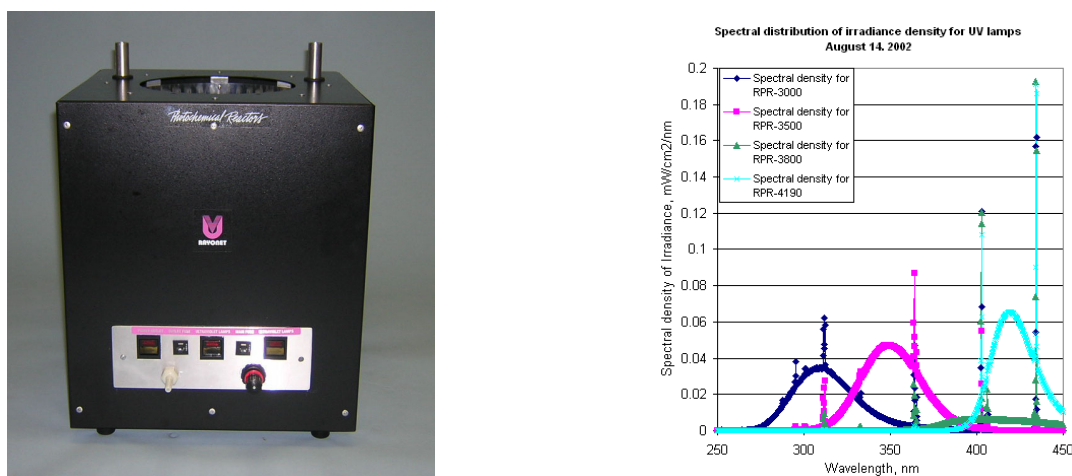 Photochemical Reactors
RAYONET
Spectral distribution of irradiance density for UV lamps
August 14, 2002
Spectral density of Irradiance, mW/cm2/nm
0.2
0.18
0.16
0.14
0.12
0.1
0.08
0.06
0.04
0.02
0
Spectral density for
RPR-3000
Spectral density for
RPR-3500
Spectral density for
RPR-3800
Spectral density for
RPR-4190
250
300
350
400
450
Wavelength, nm